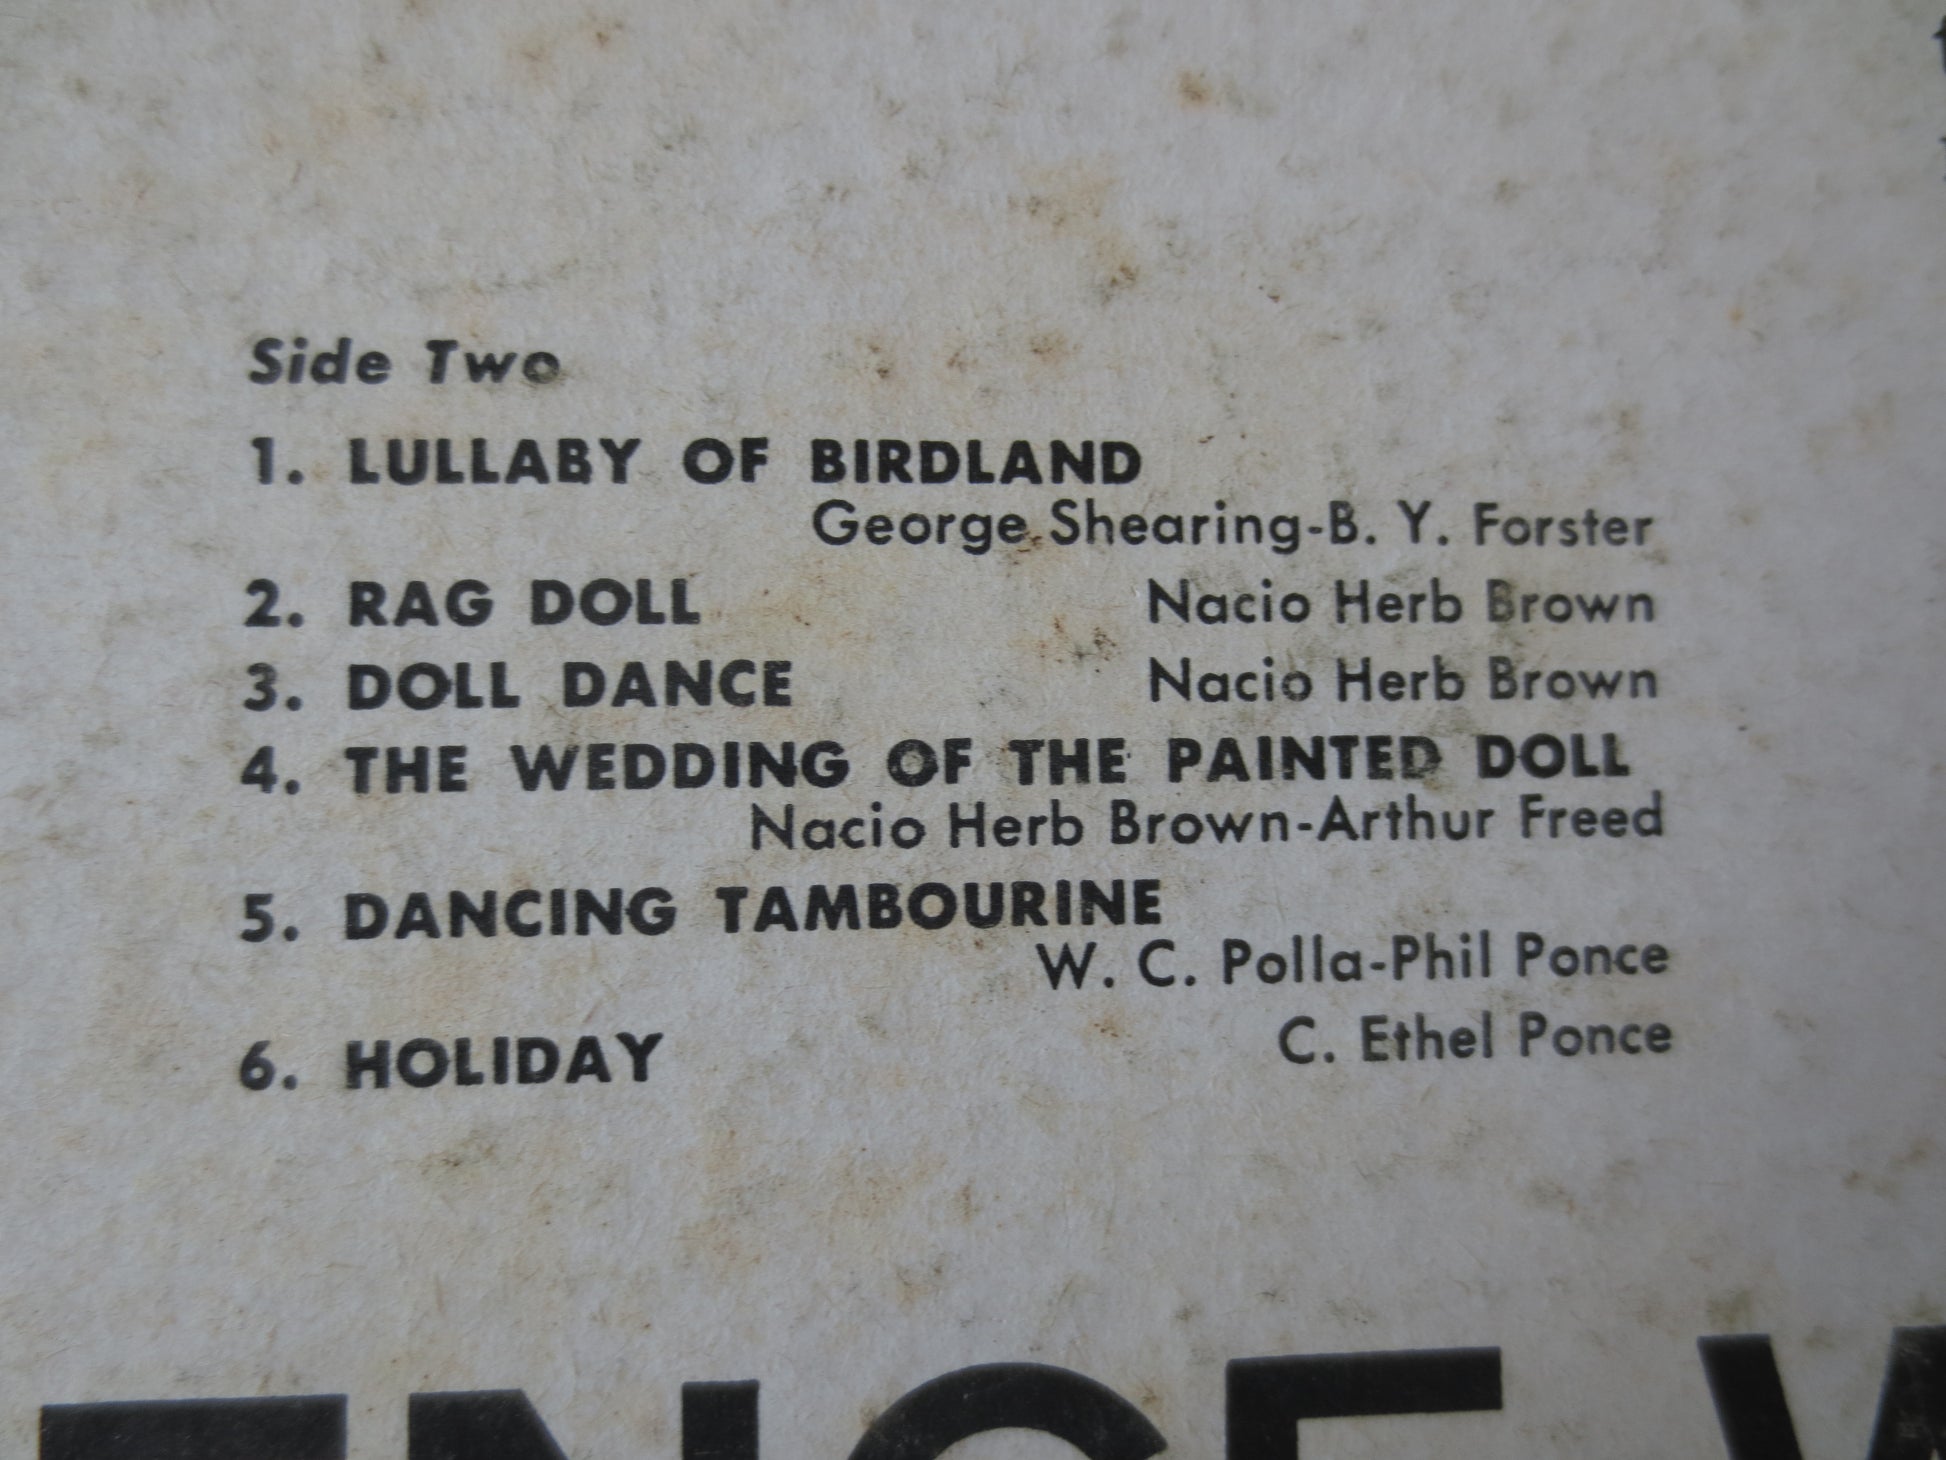 Side Two
1. LULLABY OF BIRDLAND
George Shearing-B. Y. Forster
2. RAG DOLL Nacio Herb Brown
3. DOLL DANCE Nacio Herb Brown
4. THE WEDDING OF THE PAINTED DOLL
Nacio Herb Brown-Arthur Freed
5. DANCING TAMBOURINE
W. C. Polla-Phil Ponce
6. HOLIDAY C. Ethel Ponce